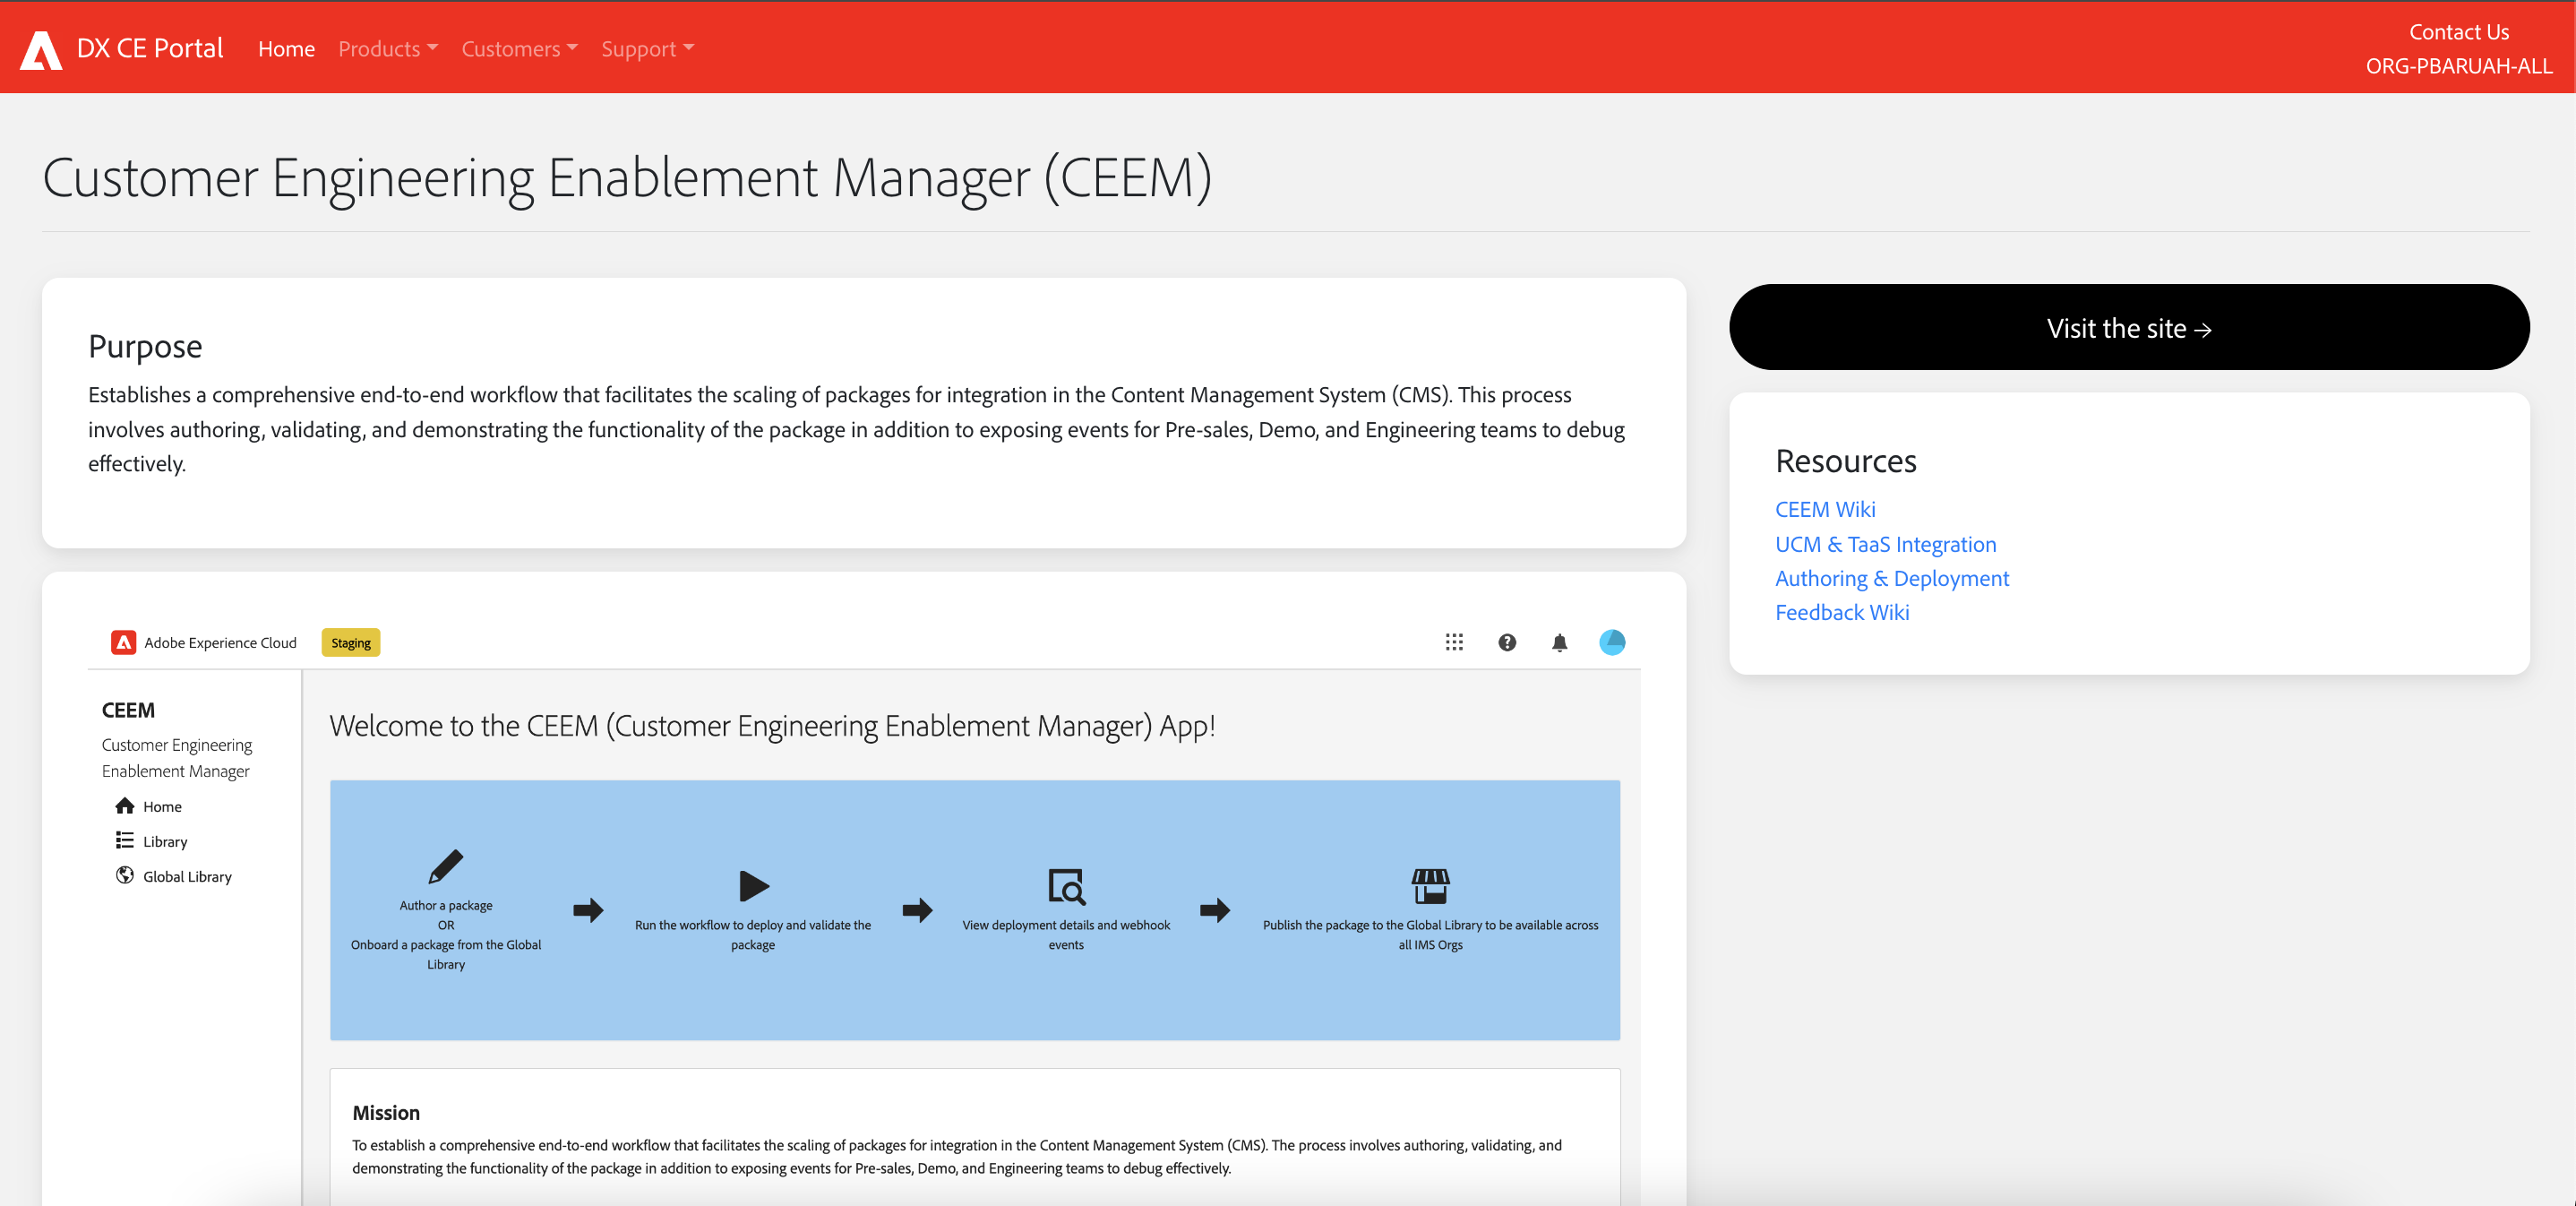 DX CE Portal
Home
Products
Customers
Support
Contact Us
ORG-PBARUAH-ALL
Customer Engineering Enablement Manager (CEEM)
Purpose
Establishes a comprehensive end-to-end workflow that facilitates the scaling of packages for integration in the Content Management System (CMS). This process
involves authoring, validating, and demonstrating the functionality of the package in addition to exposing events for Pre-sales, Demo, and Engineering teams to debug
effectively.
Visit the site →
Resources
CEEM Wiki
UCM & TaaS Integration
Authoring & Deployment
Feedback Wiki
Adobe Experience Cloud
Staging
CEEM
Customer Engineering
Enablement Manager
Home
Library
Global Library
Welcome to the CEEM (Customer Engineering Enablement Manager) App!
Author a package
OR
Onboard a package from the Global
Library
Run the workflow to deploy and validate the
package
View deployment details and webhook
events
Publish the package to the Global Library to be available across
all IMS Orgs
Mission
To establish a comprehensive end-to-end workflow that facilitates the scaling of packages for integration in the Content Management System (CMS). The process involves authoring, validating, and
demonstrating the functionality of the package in addition to exposing events for Pre-sales, Demo, and Engineering teams to debug effectively.